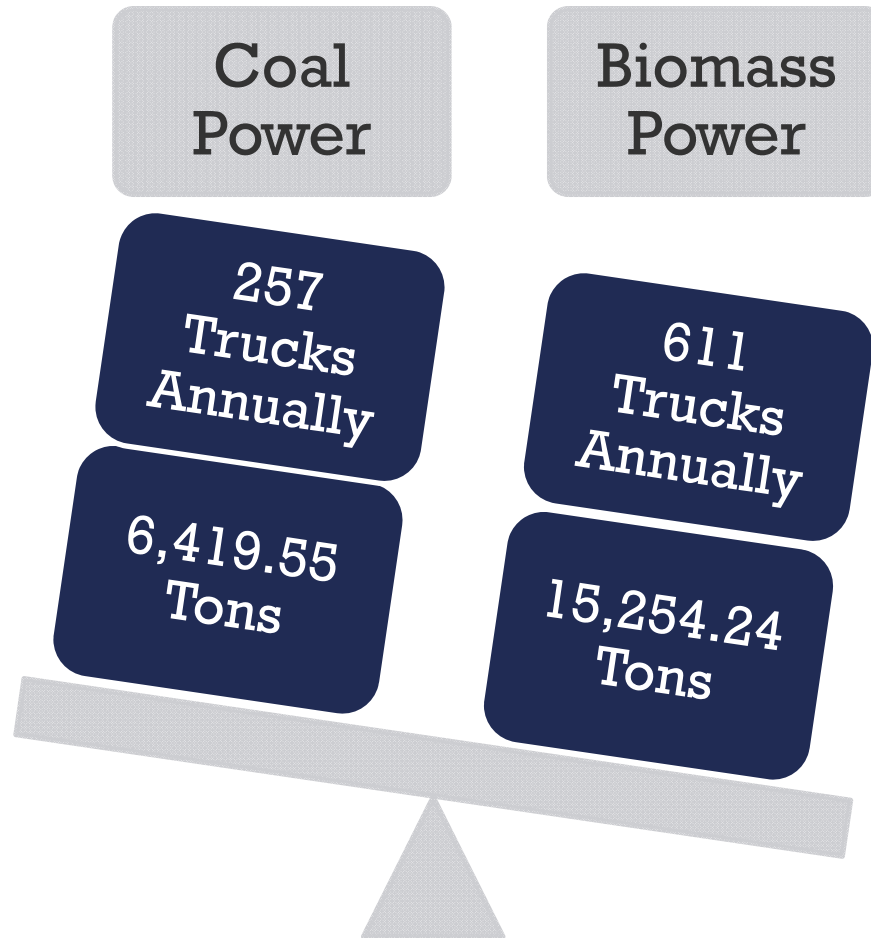 Coal
Power
Biomass
Power
257
Trucks
Annually
611
Trucks
Annually
6,419.55
Tons
15,254.24
Tons